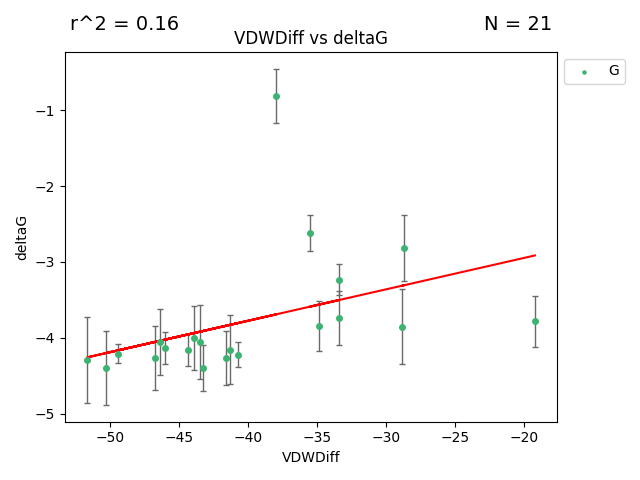 r^2 = 0.16
N = 21
VDWDiff vs deltaG
G
−1
−2
−3
−4
−5
deltaG
−50
−45
−40
−35
−30
−25
−20
VDWDiff